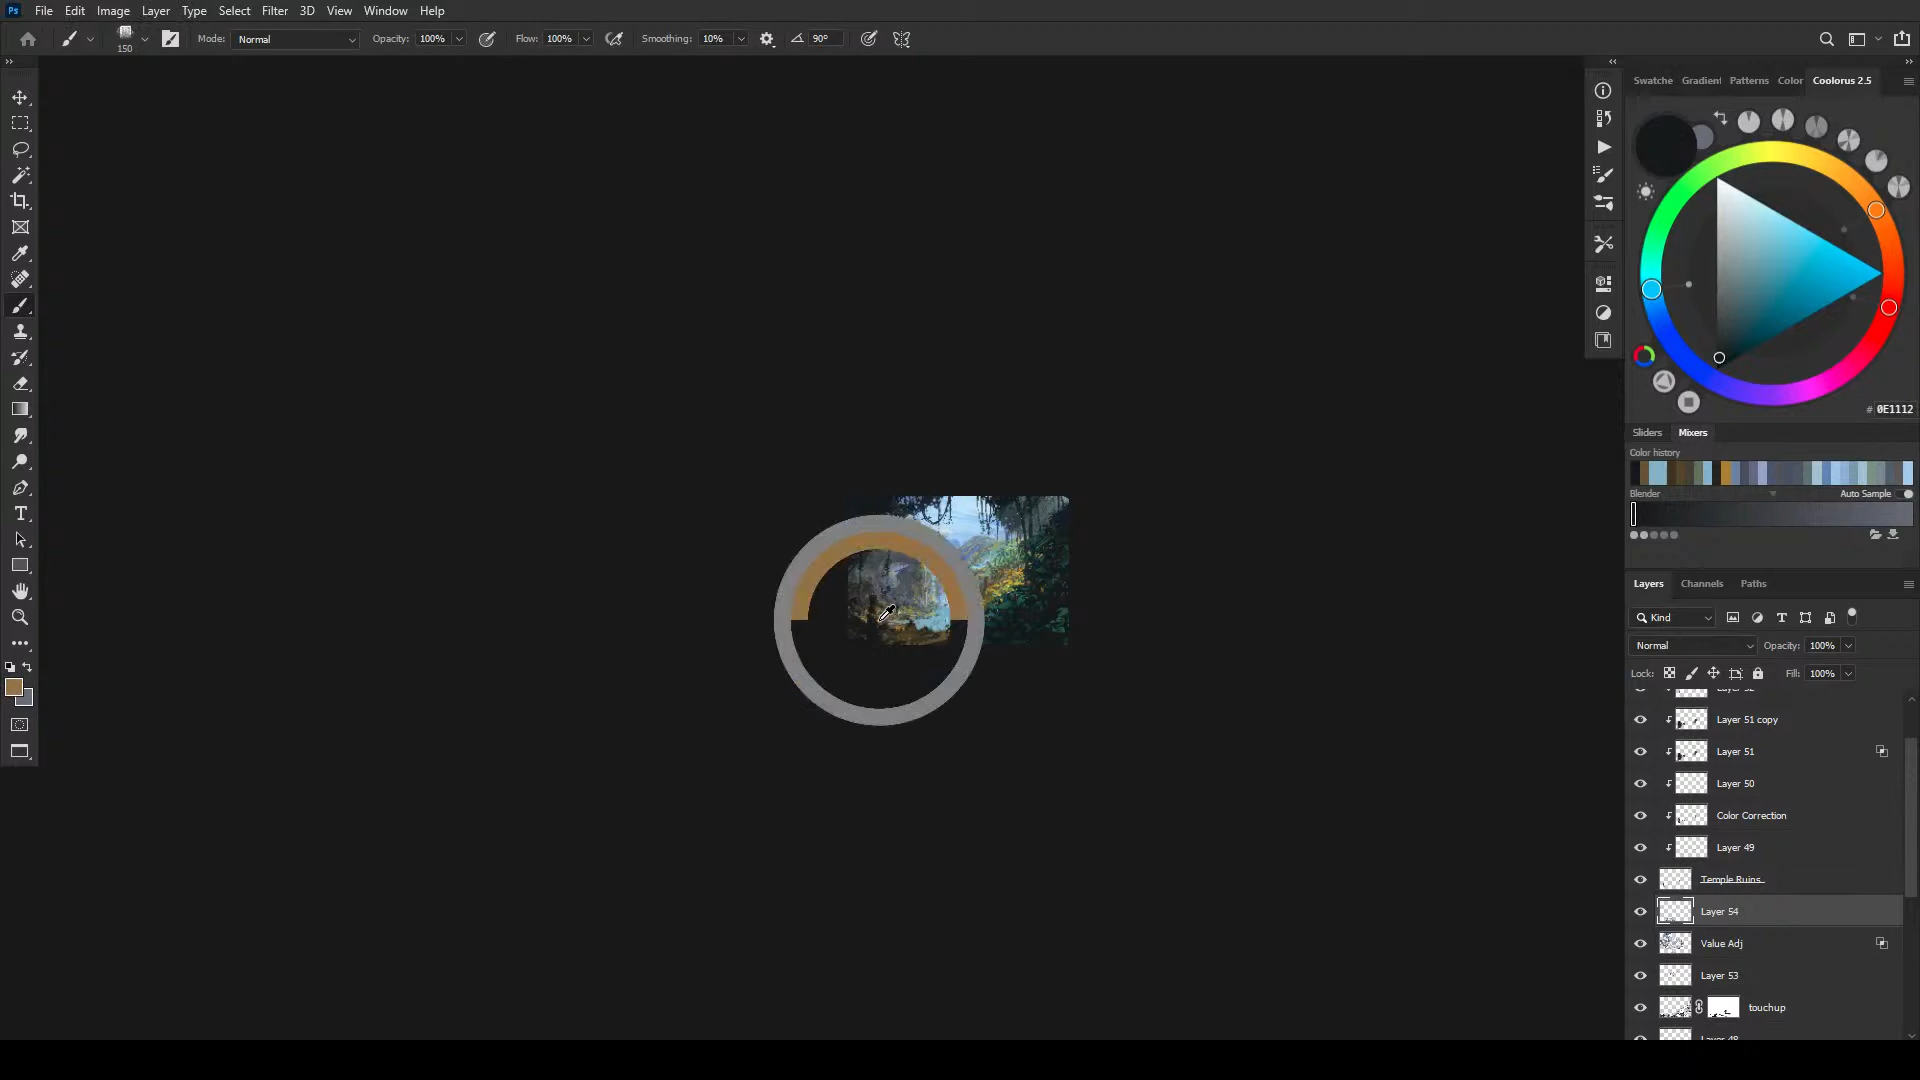 Ps File Edit Image Layer Type Select Filter 3D View Window Help
150 Mode: Normal Opacity: 100% Flow: 100% Smoothing: 10% 90°
Swatche Gradient Patterns Color Coolorus 2.5
# 0E1112
Sliders Mixers
Color history
Blender Auto Sample
Layers Channels Paths
Kind
Normal Opacity: 100%
Lock: Fill: 100%
Layer 51 copy
Layer 51
Layer 50
Color Correction
Layer 49
Temple Ruins
Layer 54
Value Adj
Layer 53
touchup